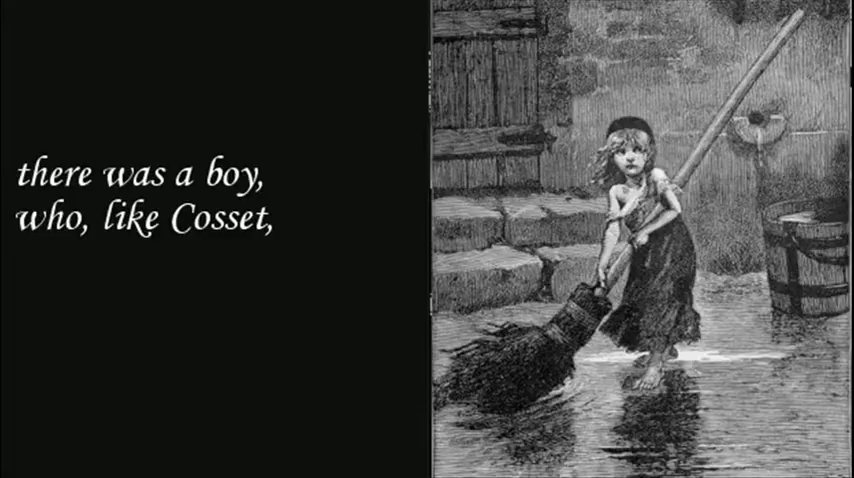 there was a boy,
who, like Cosset,